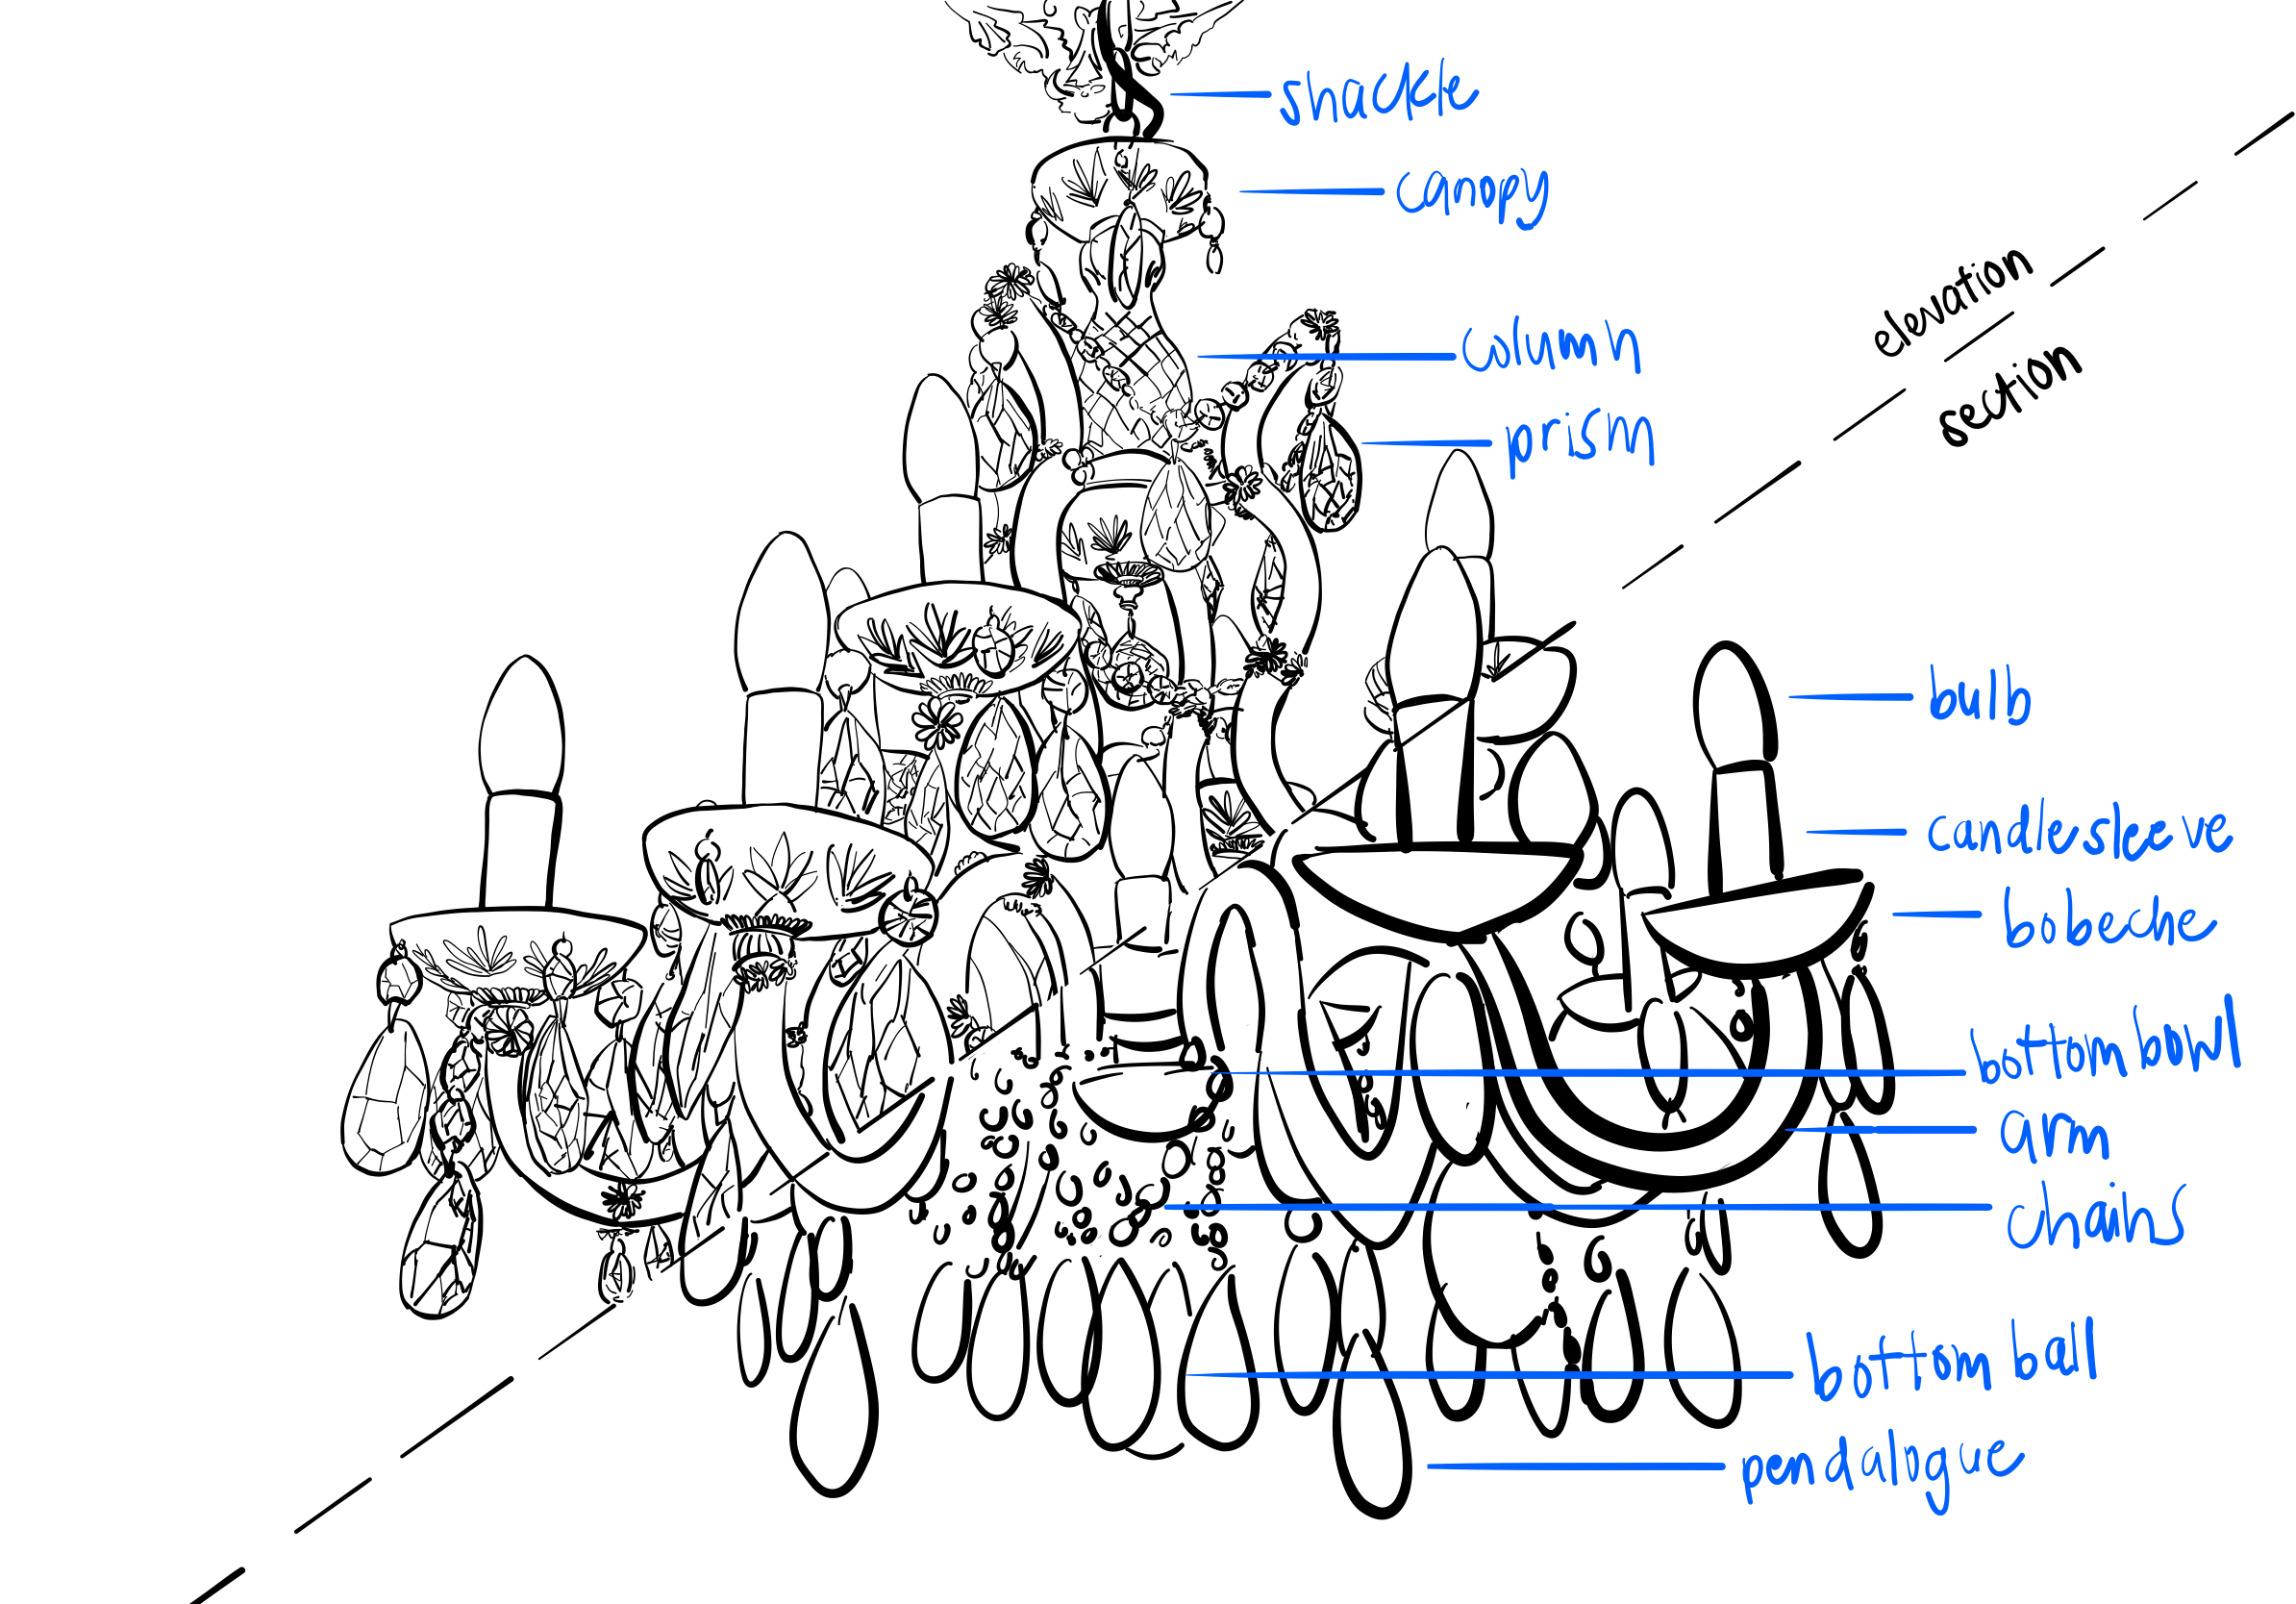 shackle
canopy
column
elevation
section
prism
bulb
candlesleeve
bobeche
bottom bowl
arm
chains
bottom ball
pendalogue